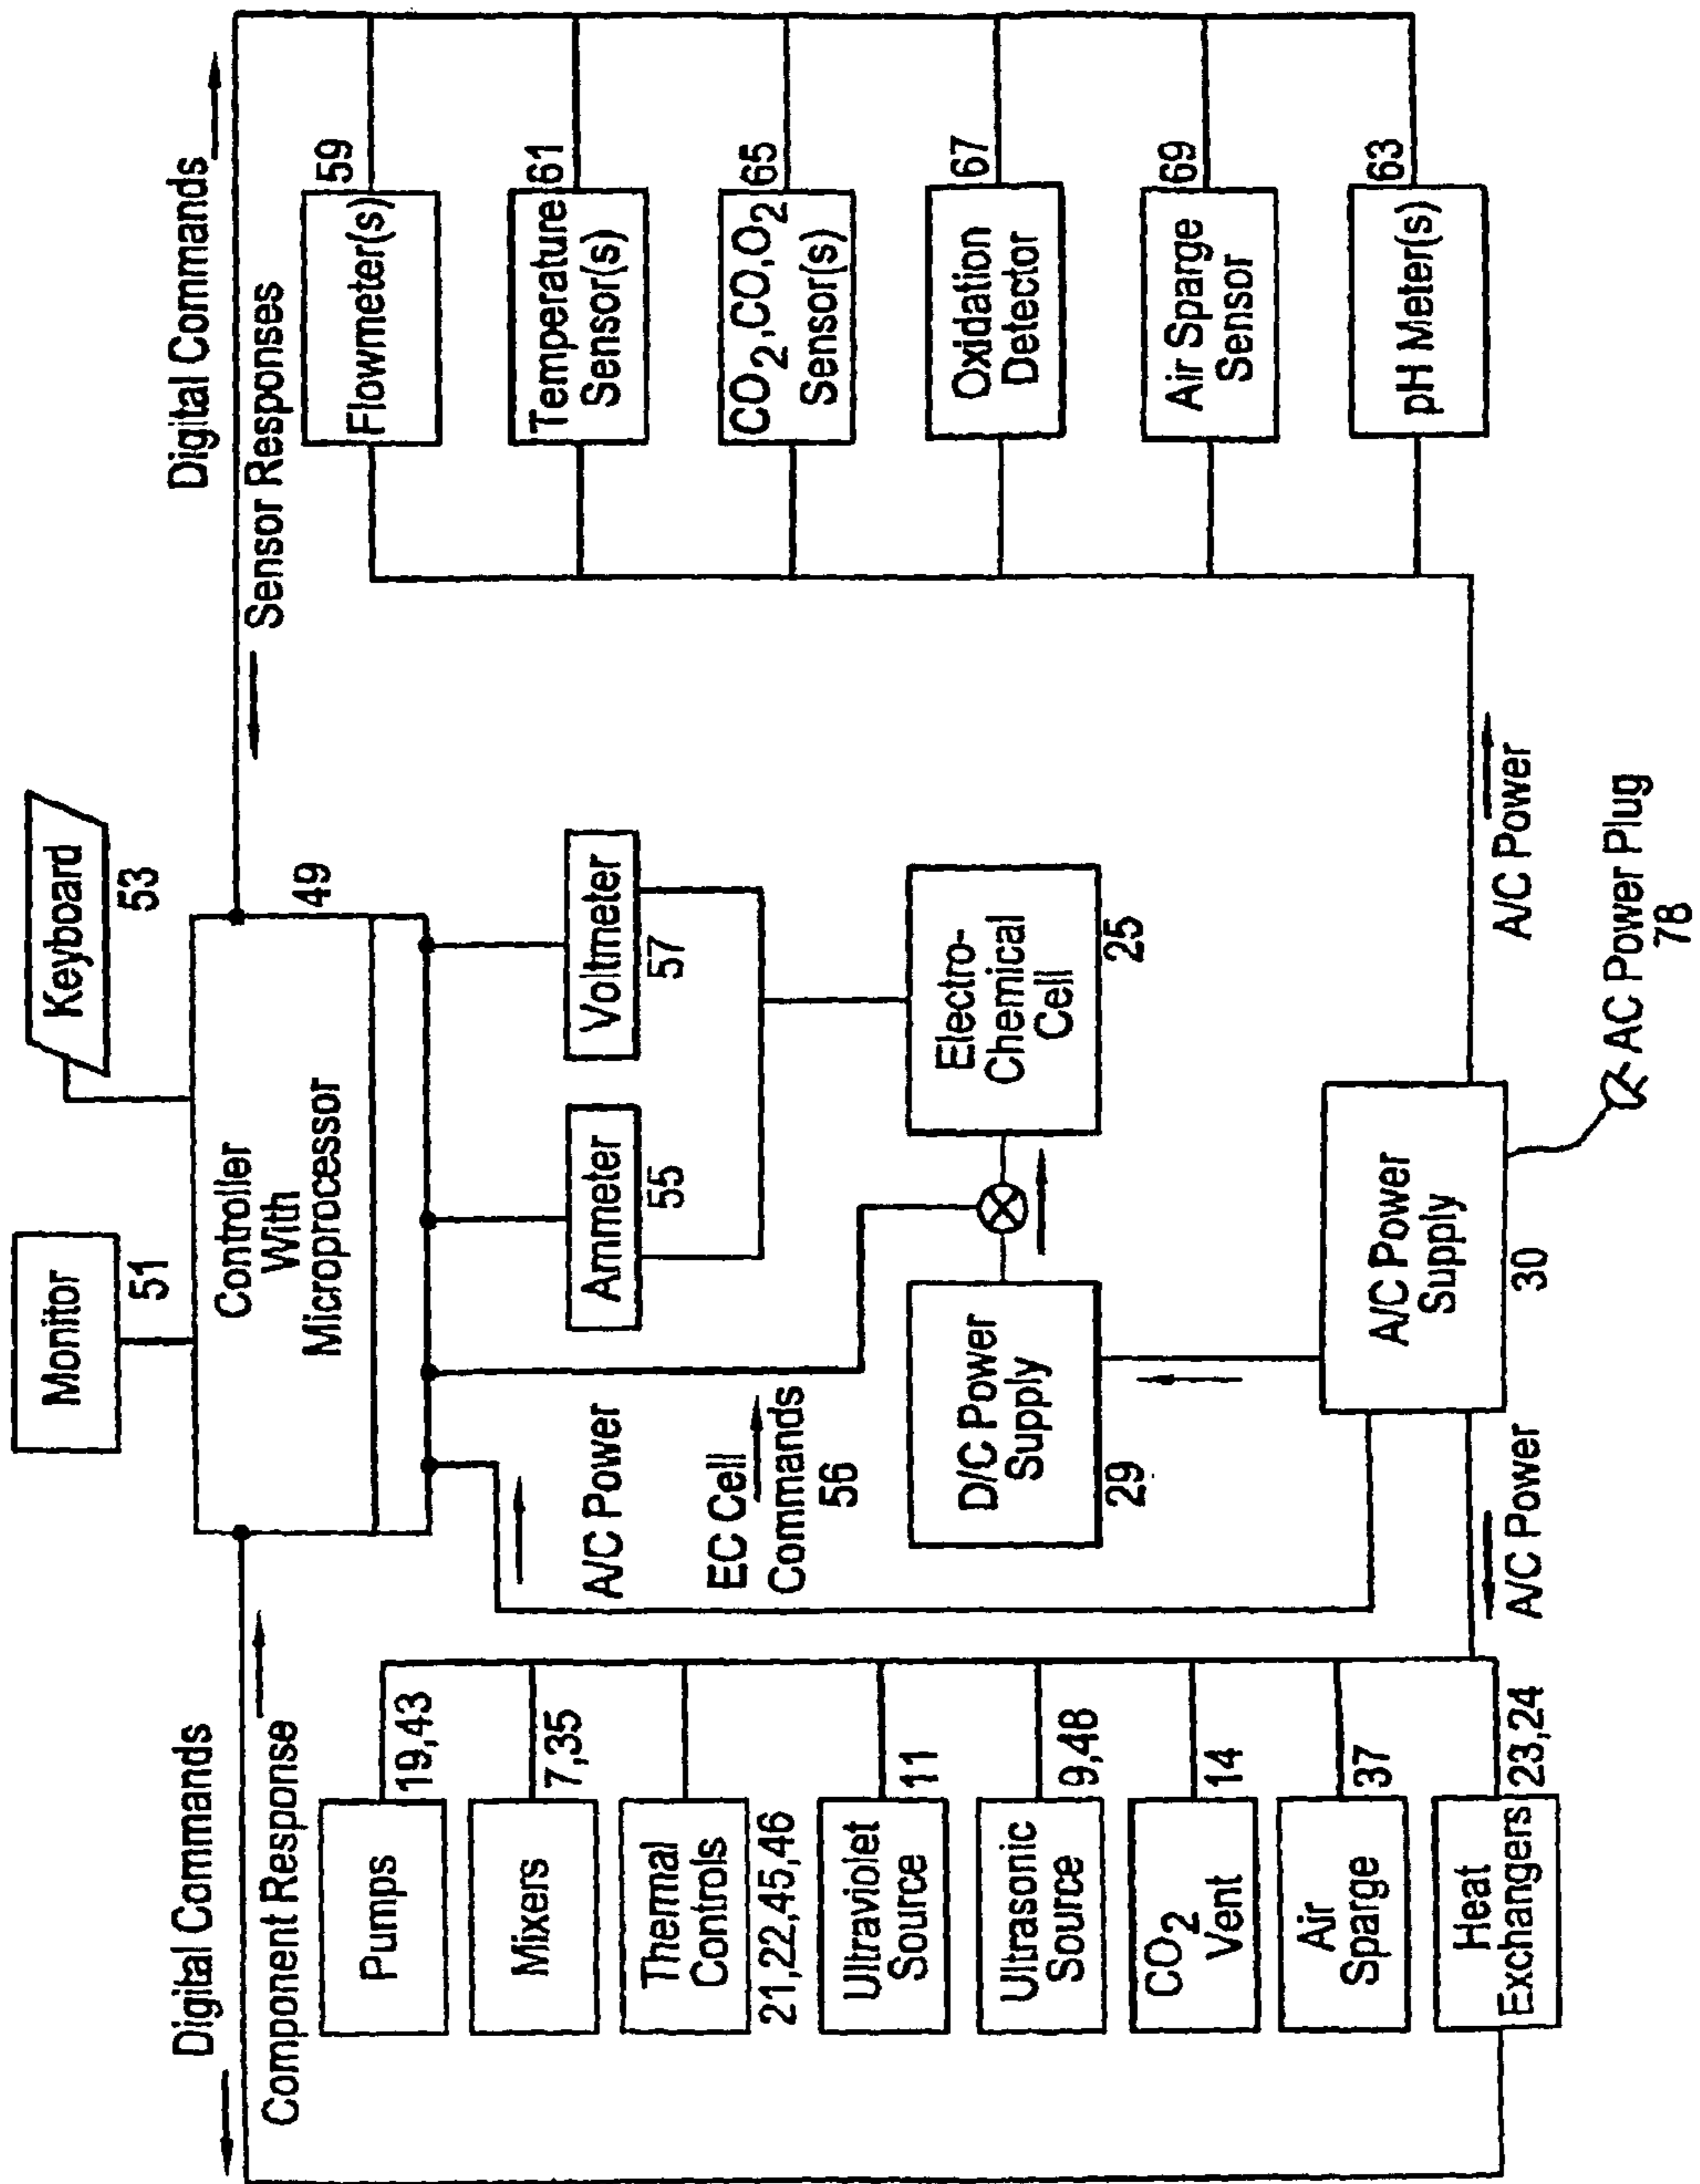 Monitor
51
Keyboard
53
Controller
With
Microprocessor
49
Digital Commands
Component Response
Digital Commands
Sensor Responses
Pumps
19,43
Mixers
7,35
Thermal
Controls
21,22,45,46
Ultraviolet
Source
11
Ultrasonic
Source
9,48
CO2
Vent
14
Air
Sparge
37
Heat
Exchangers
23,24
A/C Power
EC Cell
Commands
56
Ammeter
55
Voltmeter
57
D/C Power
Supply
29
Electro-
Chemical
Cell
25
A/C Power
Supply
30
A/C Power
A/C Power
AC Power Plug
78
Flowmeter(s)
59
Temperature
Sensor(s)
61
CO2,CO,O2
Sensor(s)
65
Oxidation
Detector
67
Air Sparge
Sensor
69
pH Meter(s)
63